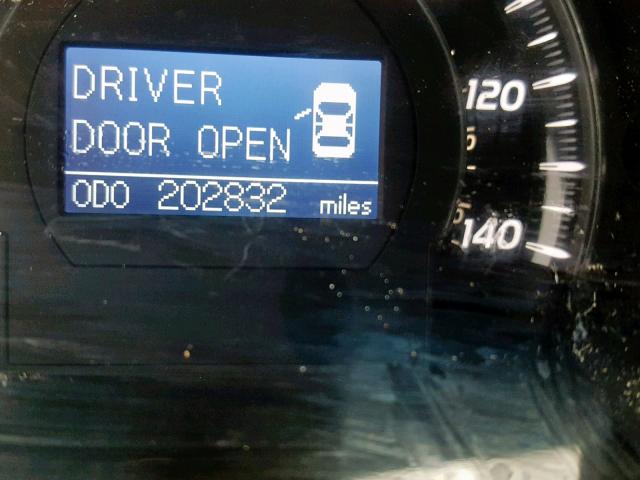 DRIVER
DOOR OPEN
ODO 202832 miles
120
140